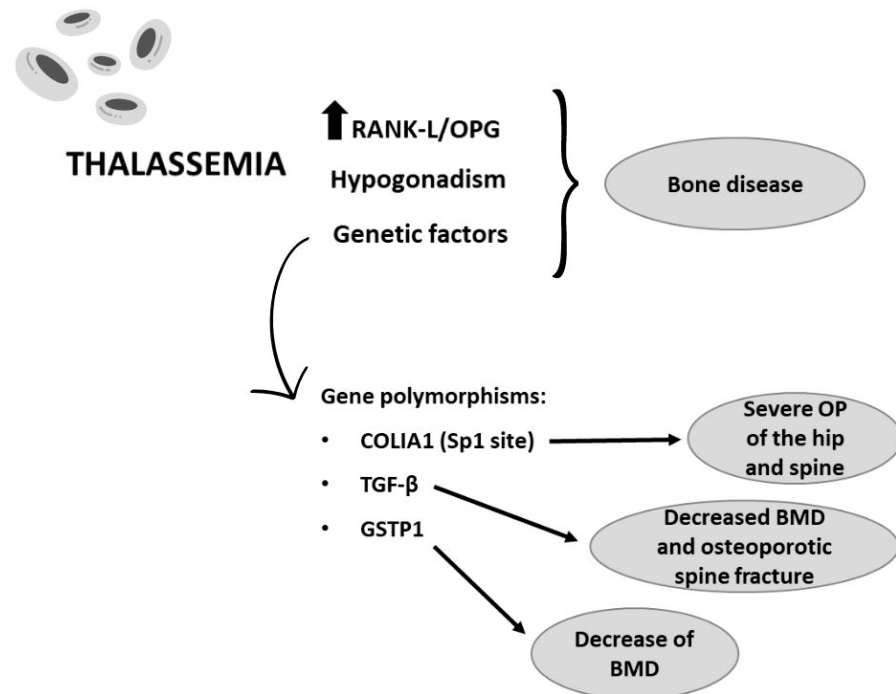 THALASSEMIA
RANK-L/OPG
Hypogonadism
Genetic factors
Bone disease
Gene polymorphisms:
• COLIA1 (Sp1 site)
• TGF-β
• GSTP1
Severe OP
of the hip
and spine
Decreased BMD
and osteoporotic
spine fracture
Decrease of
BMD